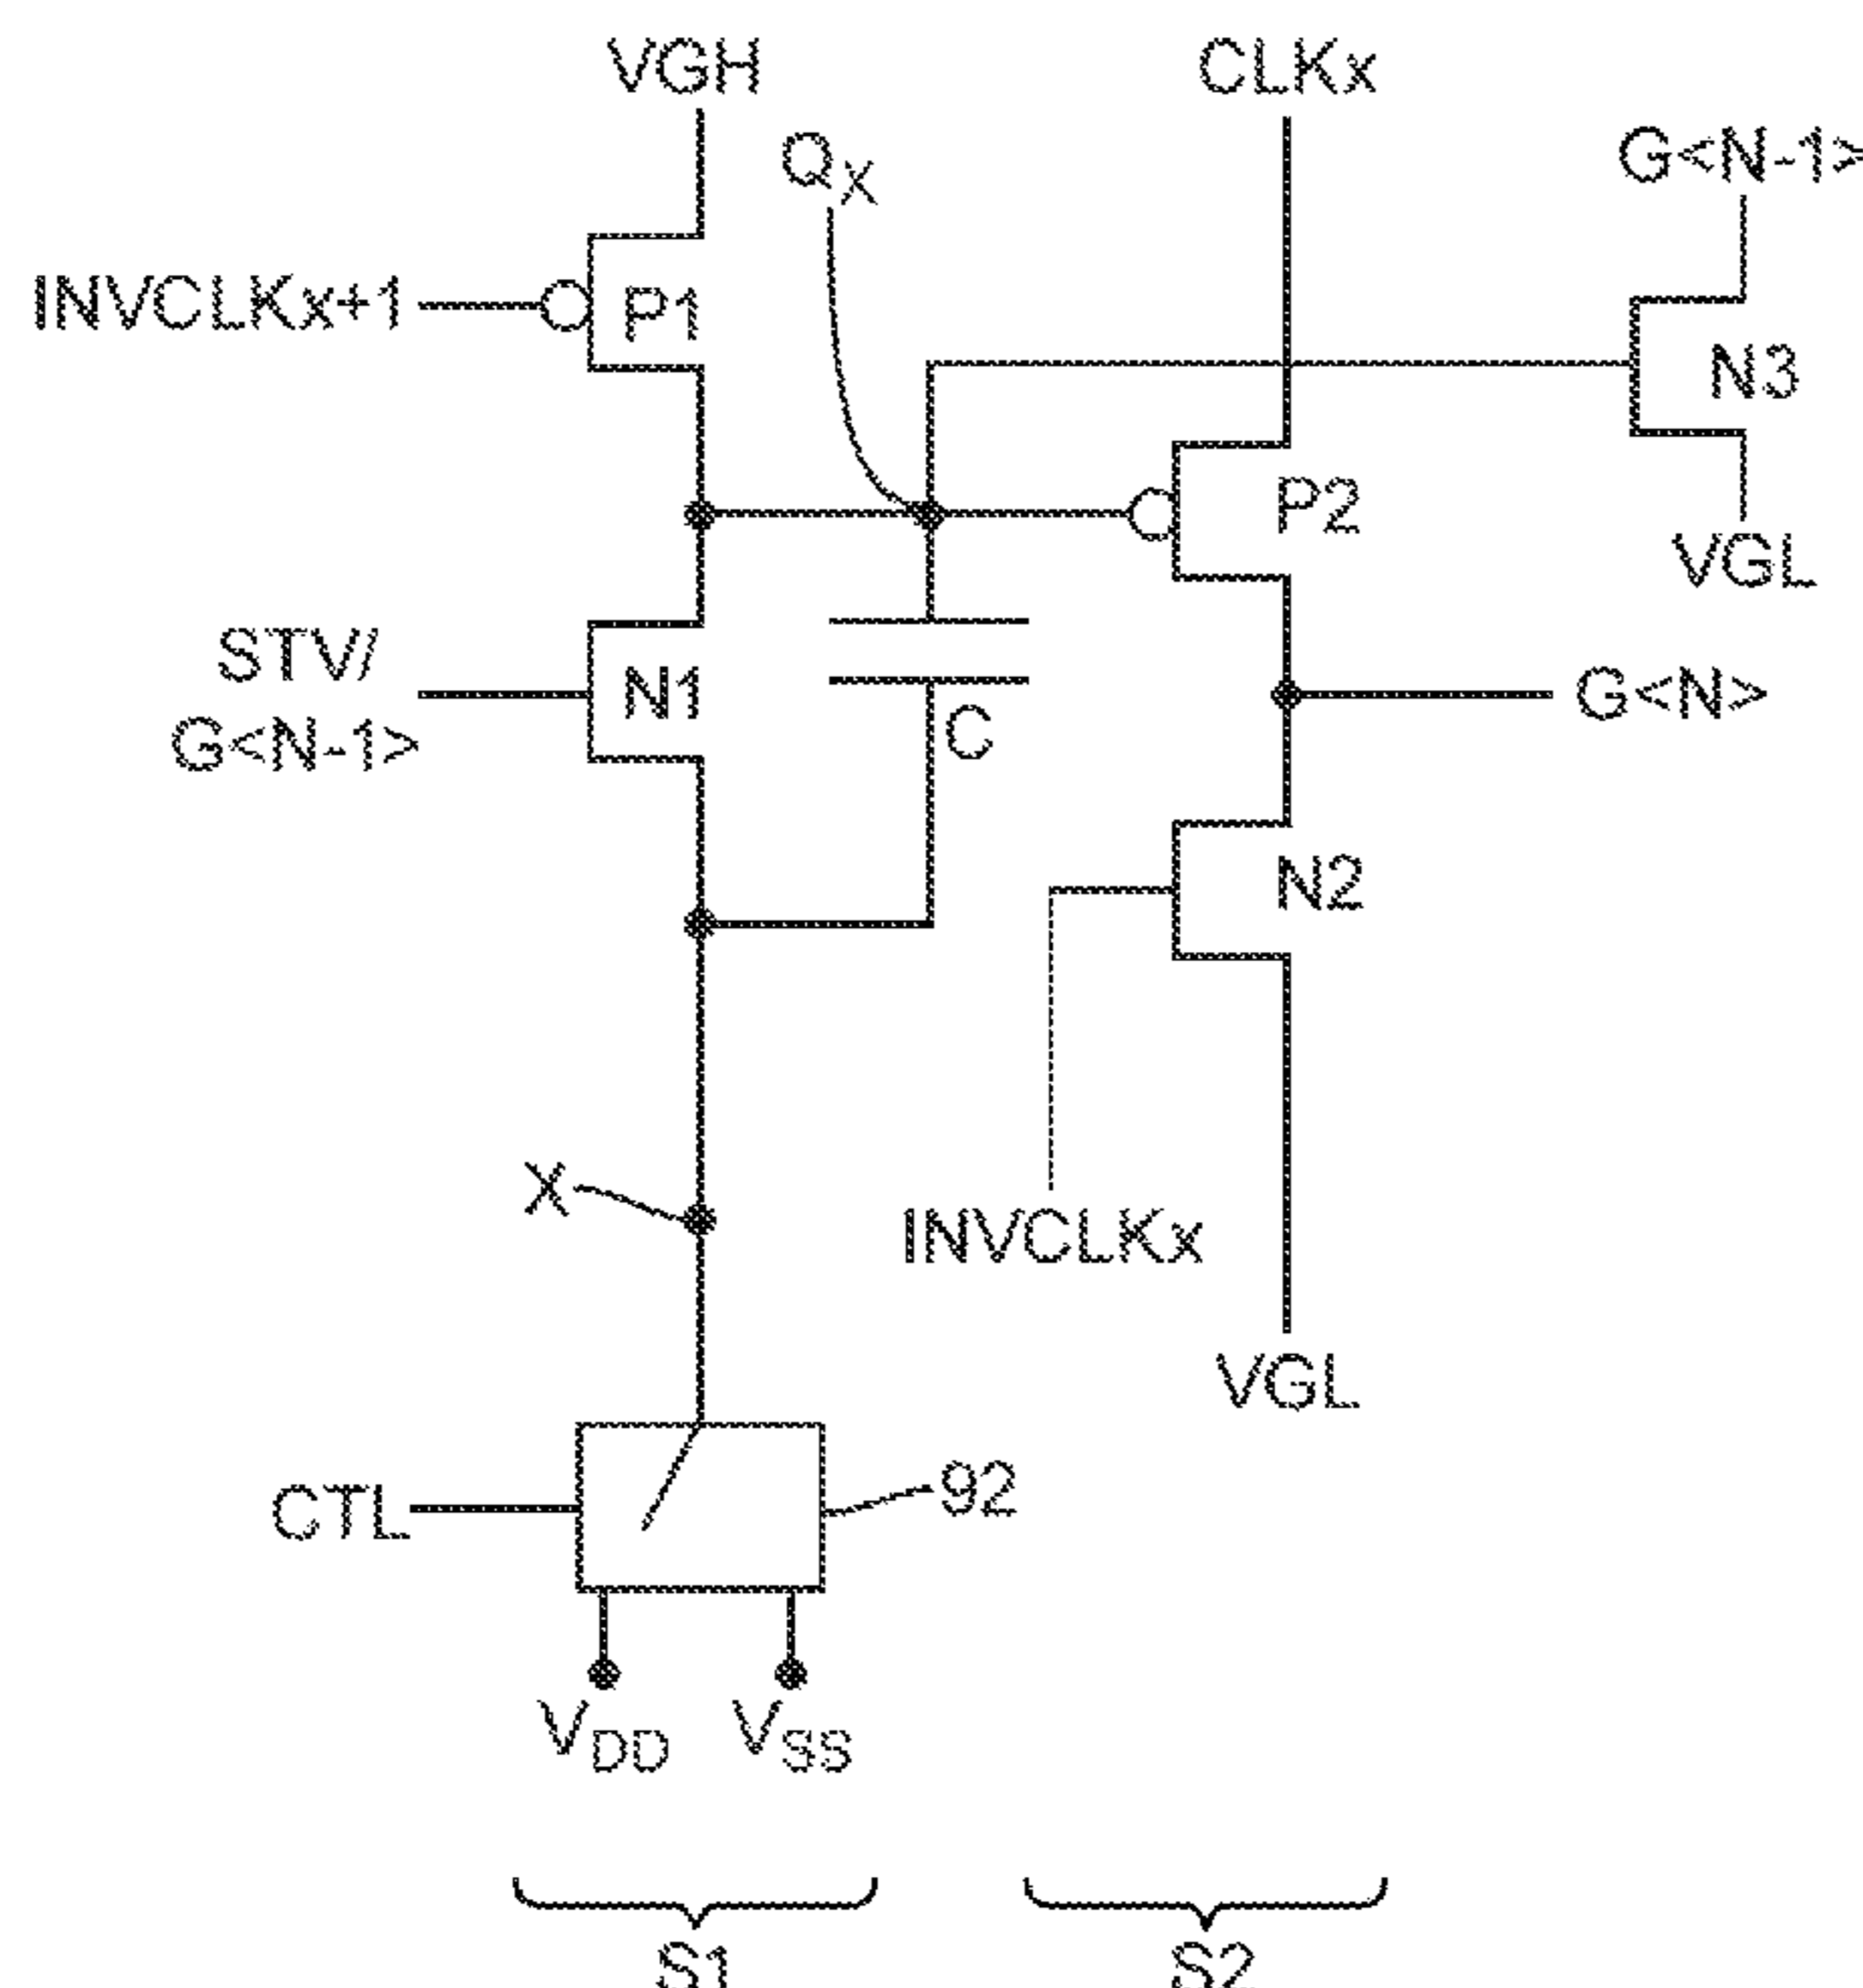 VGH
CLKx
QX
G<N-1>
INVCLKx+1
P1
N3
P2
VGL
STV/
G<N-1>
N1
C
G<N>
N2
X
INVCLKx
VGL
CTL
92
VDD
VSS
S1
S2